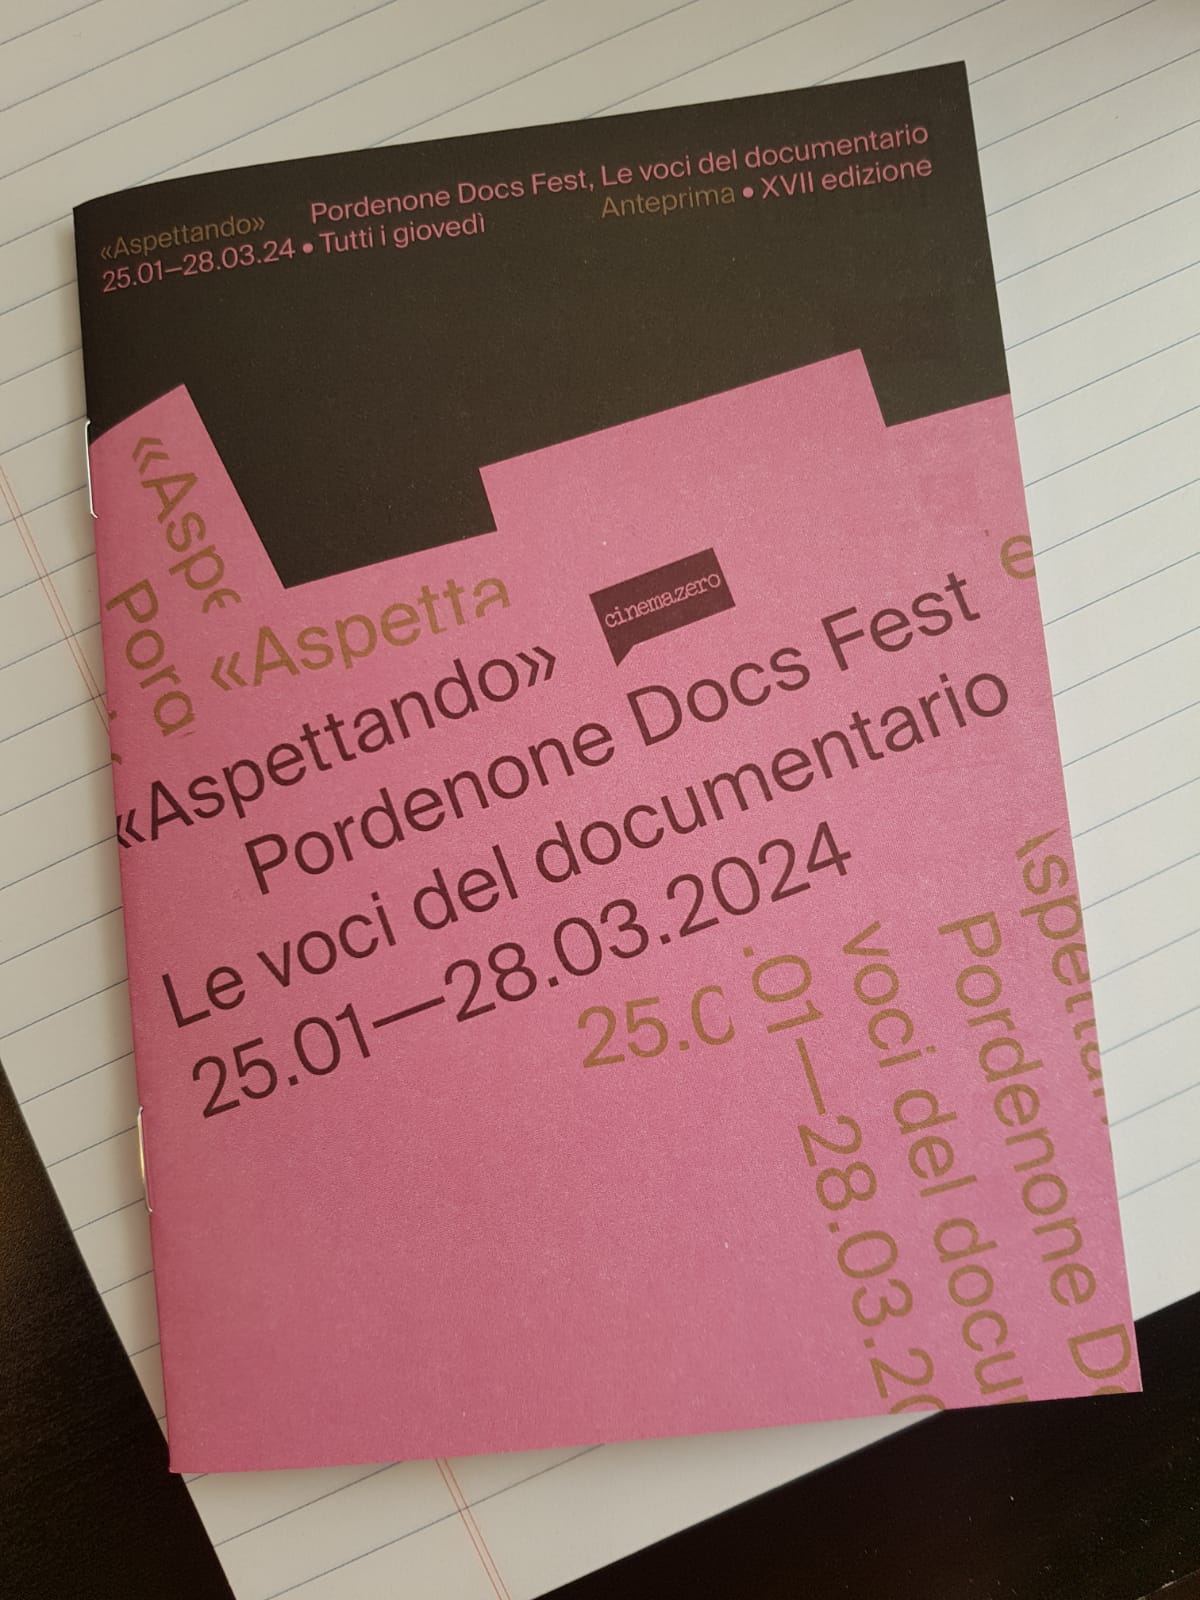 «Aspettando» Pordenone Docs Fest, Le voci del documentario
25.01—28.03.24 • Tutti i giovedì Anteprima • XVII edizione
«Aspe
Pora
«Aspetta
cinemazero
«Aspettando»
Pordenone Docs Fest
Le voci del documentario
25.01—28.03.2024
25.0
.01—28.03.20
voci del docu
Pordenone Do